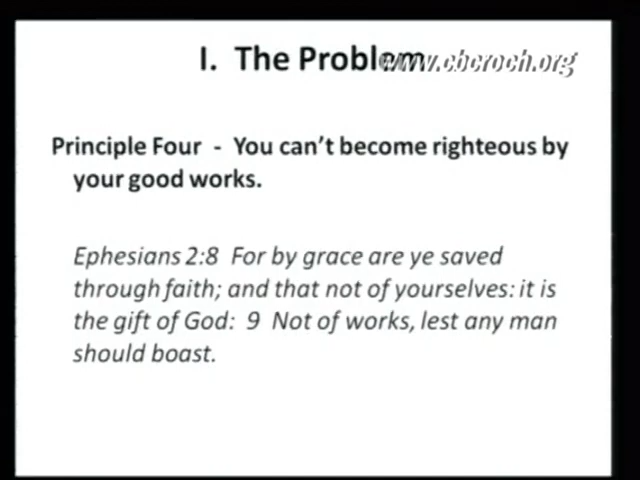 I. The Problem
www.cbcroch.org
Principle Four - You can't become righteous by
your good works.
Ephesians 2:8 For by grace are ye saved
through faith; and that not of yourselves: it is
the gift of God: 9 Not of works, lest any man
should boast.